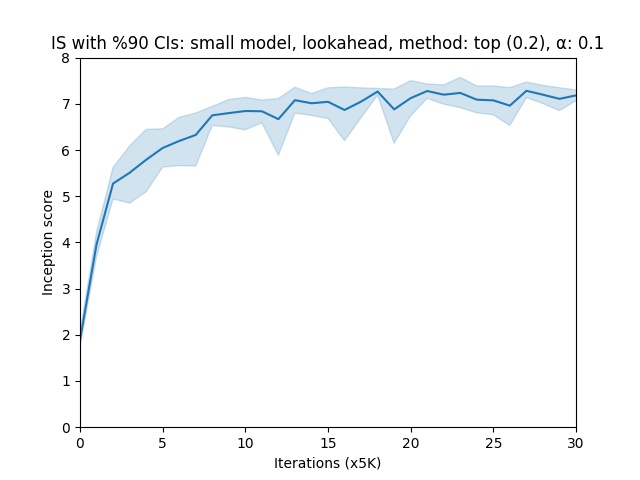 IS with %90 CIs: small model, lookahead, method: top (0.2), α: 0.1
8
7
6
5
4
3
2
1
0
Inception score
0 5 10 15 20 25 30
Iterations (x5K)